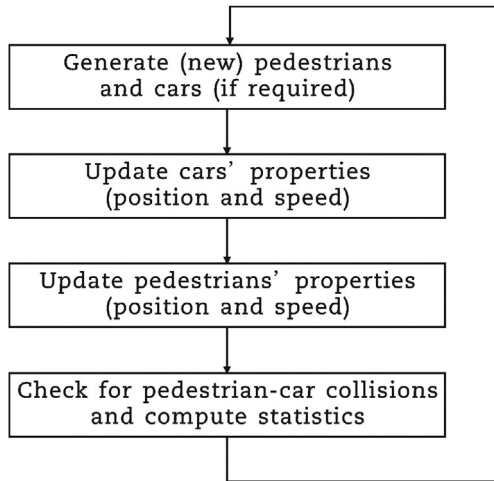 Generate (new) pedestrians
and cars (if required)
Update cars’ properties
(position and speed)
Update pedestrians’ properties
(position and speed)
Check for pedestrian-car collisions
and compute statistics